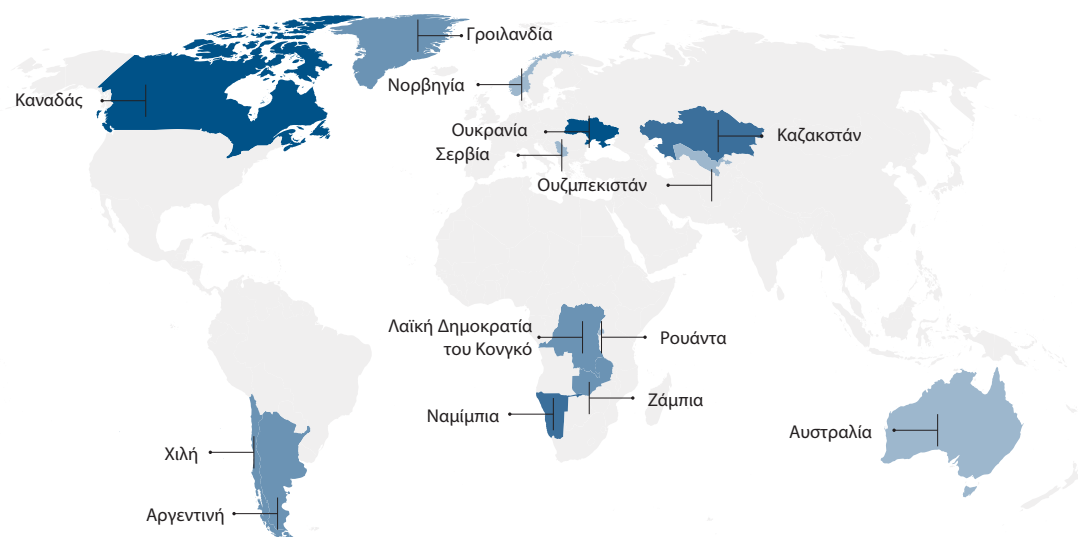 Γροιλανδία
Νορβηγία
Καναδάς
Ουκρανία
Καζακστάν
Σερβία
Ουζμπεκιστάν
Λαϊκή Δημοκρατία
του Κονγκό
Ρουάντα
Ζάμπια
Ναμίμπια
Αυστραλία
Χιλή
Αργεντινή